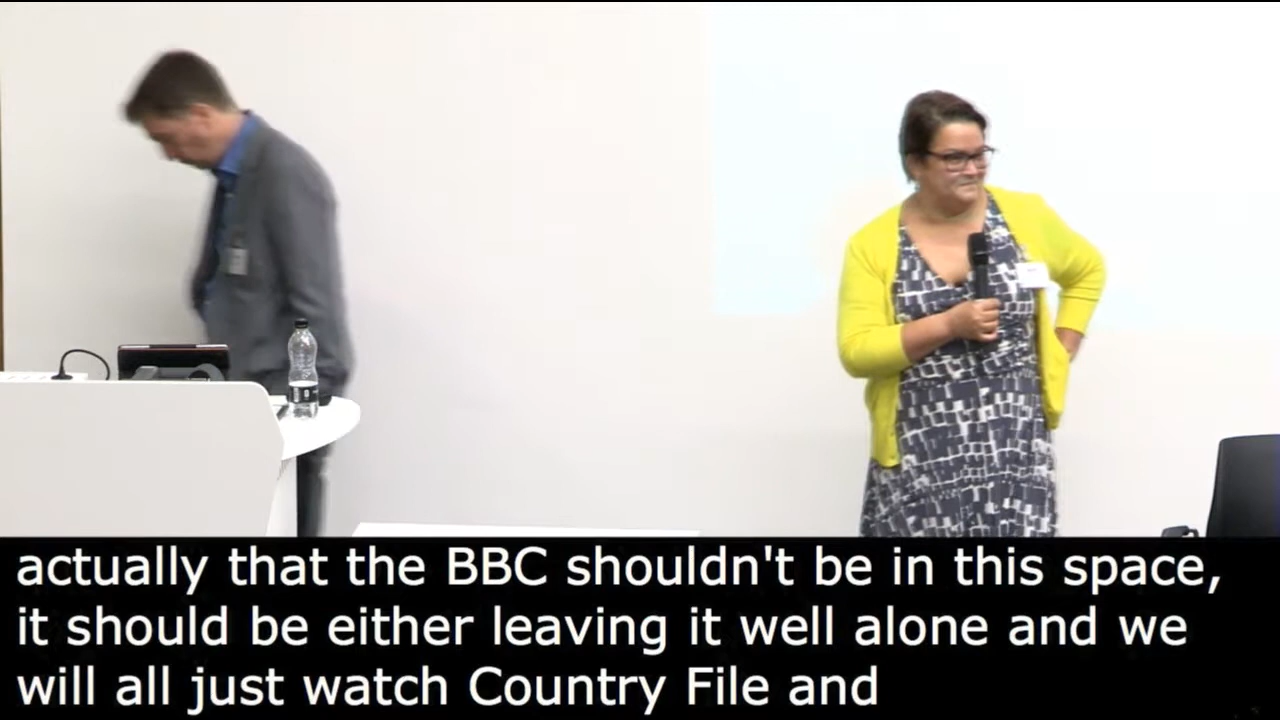 actually that the BBC shouldn't be in this space,
it should be either leaving it well alone and we
will all just watch Country File and